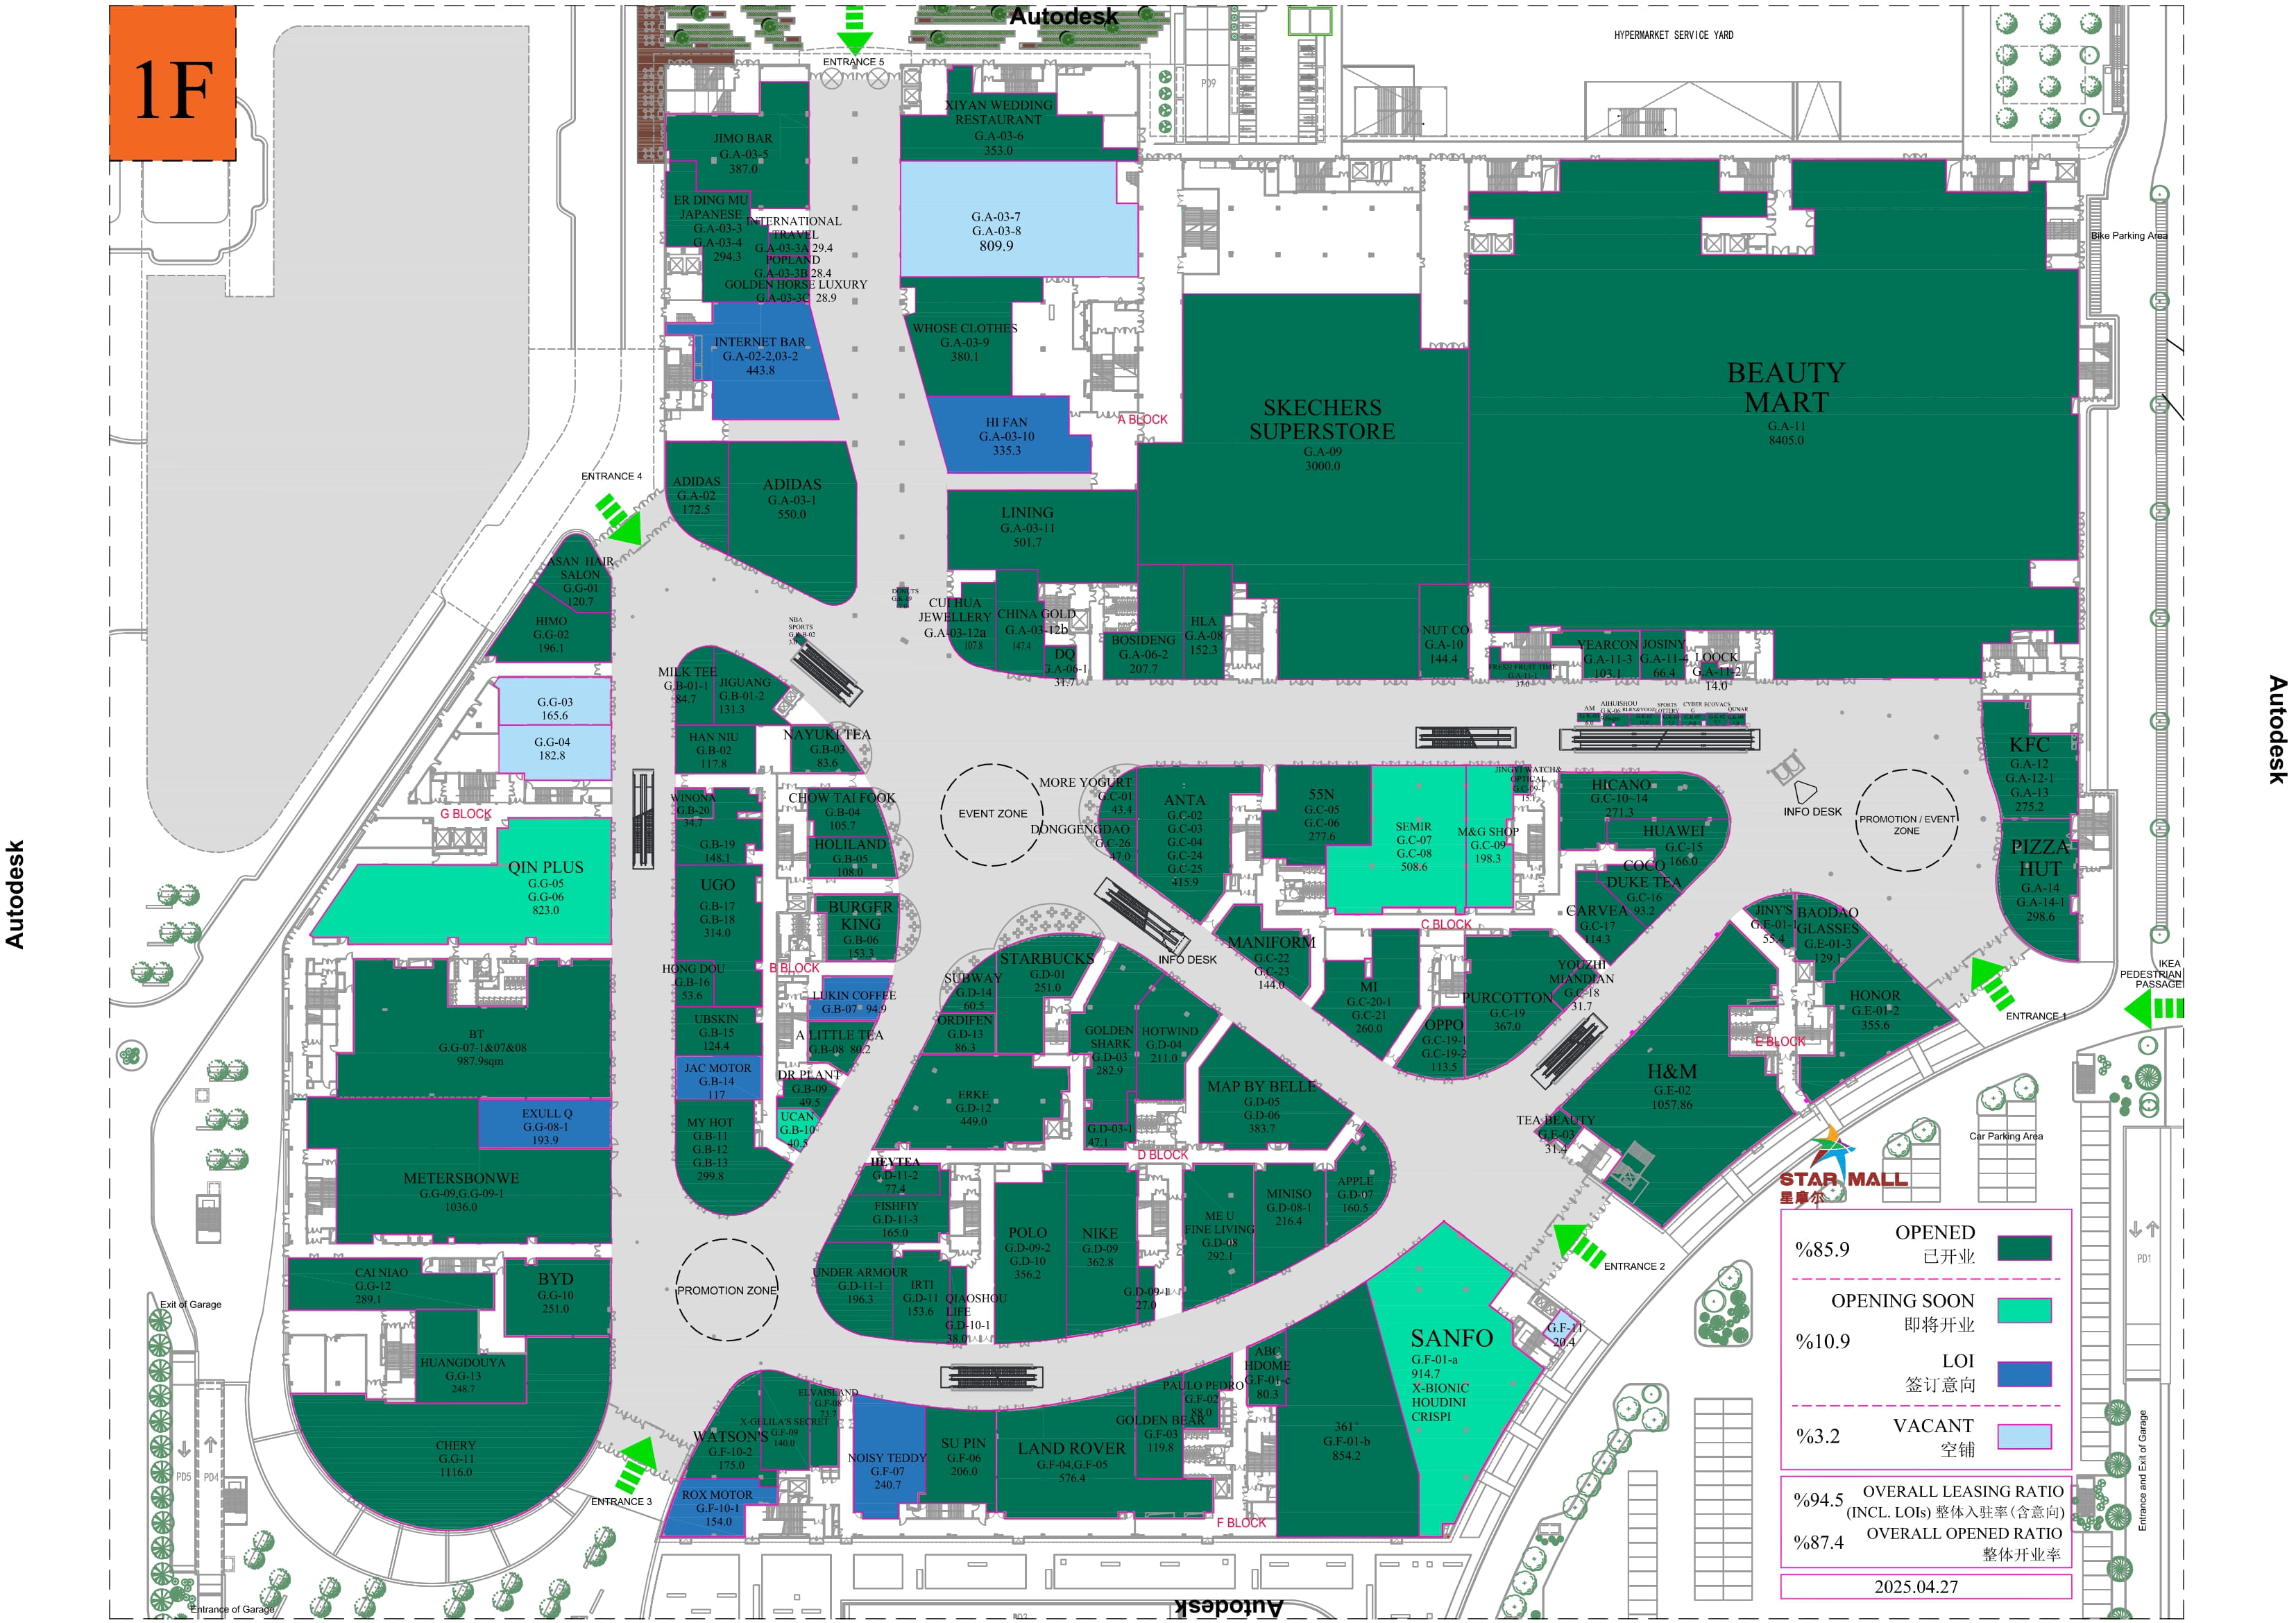 1F
Autodesk
ENTRANCE 5
HYPERMARKET SERVICE YARD
PD9
Bike Parking Area
XIYAN WEDDING
RESTAURANT
G.A-03-6
353.0
JIMO BAR
G.A-03-5
387.0
ER DING MU
JAPANESE
G.A-03-3
G.A-03-4
294.3
INTERNATIONAL
TRAVEL
G.A-03-3A 29.4
POPLAND
G.A-03-3B 28.4
GOLDEN HORSE LUXURY
G.A-03-3C 28.9
G.A-03-7
G.A-03-8
809.9
INTERNET BAR
G.A-02-2,03-2
443.8
WHOSE CLOTHES
G.A-03-9
380.1
HI FAN
G.A-03-10
335.3
A BLOCK
SKECHERS
SUPERSTORE
G.A-09
3000.0
BEAUTY
MART
G.A-11
8405.0
ENTRANCE 4
ADIDAS
G.A-02
172.5
ADIDAS
G.A-03-1
550.0
LINING
G.A-03-11
501.7
ASAN HAIR
SALON
G.G-01
120.7
HIMO
G.G-02
196.1
DONUTS
NBA
SPORTS
CUI HUA
JEWELLERY
G.A-03-12a
107.8
CHINA GOLD
G.A-03-12b
147.4
DQ
G.A-06-1
31.7
BOSIDENG
G.A-06-2
207.7
HLA
G.A-08
152.3
NUT CO
G.A-10
144.4
FRESH FRUIT TIME
G.A-11-1
YEARCON
G.A-11-3
103.1
JOSINY
G.A-11-4
66.4
LOOCK
G.A-11-2
14.0
AM
AIHUISHOU
G.K-06
SPORTS
LOTTERY
CYBER
G
ECOVACS
QUNAR
G.G-03
165.6
G.G-04
182.8
G BLOCK
MILK TEE
G.B-01-1
84.7
JIGUANG
G.B-01-2
131.3
HAN NIU
G.B-02
117.8
NAYUKI TEA
G.B-03
83.6
WINONA
G.B-20
34.7
G.B-19
148.1
CHOW TAI FOOK
G.B-04
105.7
HOLILAND
G.B-05
108.0
UGO
G.B-17
G.B-18
314.0
BURGER
KING
G.B-06
153.3
HONG DOU
G.B-16
53.6
B BLOCK
LUKIN COFFEE
G.B-07 94.9
UBSKIN
G.B-15
124.4
A LITTLE TEA
G.B-08 80.2
JAC MOTOR
G.B-14
117
DR PLANT
G.B-09
49.5
UCAN
G.B-10
40.5
MY HOT
G.B-11
G.B-12
G.B-13
299.8
EVENT ZONE
MORE YOGURT
G.C-01
43.4
DONGGENGDAO
G.C-26
47.0
ANTA
G.C-02
G.C-03
G.C-04
G.C-24
G.C-25
415.9
55N
G.C-05
G.C-06
277.6
SEMIR
G.C-07
G.C-08
508.6
M&G SHOP
G.C-09
198.3
JINGYI WATCH&
OPTICAL
G.C-09-1
15.1
HICANO
G.C-10~14
271.3
HUAWEI
G.C-15
166.0
COCO
DUKE TEA
G.C-16
93.2
CARVEA
G.C-17
114.3
C BLOCK
MANIFORM
G.C-22
G.C-23
144.0
INFO DESK
MI
G.C-20-1
G.C-21
260.0
OPPO
G.C-19-1
G.C-19-2
113.5
PURCOTTON
G.C-19
367.0
YOUZHI
MIANDIAN
G.C-18
31.7
INFO DESK
PROMOTION / EVENT
ZONE
KFC
G.A-12
G.A-12-1
G.A-13
275.2
PIZZA
HUT
G.A-14
G.A-14-1
298.6
JINY'S
G.E-01-1
55.4
BAODAO
GLASSES
G.E-01-3
129.1
HONOR
G.E-01-2
355.6
E BLOCK
H&M
G.E-02
1057.86
TEA BEAUTY
G.E-03
31.4
ENTRANCE 1
IKEA
PEDESTRIAN
PASSAGE
QIN PLUS
G.G-05
G.G-06
823.0
BT
G.G-07-1&07&08
987.9sqm
EXULL Q
G.G-08-1
193.9
METERSBONWE
G.G-09,G.G-09-1
1036.0
CAI NIAO
G.G-12
289.1
BYD
G.G-10
251.0
HUANGDOUYA
G.G-13
248.7
CHERY
G.G-11
1116.0
STARBUCKS
G.D-01
251.0
SUBWAY
G.D-14
60.5
ORDIFEN
G.D-13
86.3
GOLDEN
SHARK
G.D-03
282.9
HOTWIND
G.D-04
211.0
ERKE
G.D-12
449.0
G.D-03-1
47.1
MAP BY BELLE
G.D-05
G.D-06
383.7
D BLOCK
HEYTEA
G.D-11-2
77.4
FISHFIY
G.D-11-3
165.0
UNDER ARMOUR
G.D-11-1
196.3
IRTI
G.D-11
153.6
QIAOSHOU
LIFE
G.D-10-1
38.0
POLO
G.D-09-2
G.D-10
356.2
NIKE
G.D-09
362.8
G.D-09-1
27.0
ME U
FINE LIVING
G.D-08
292.1
MINISO
G.D-08-1
216.4
APPLE
G.D-07
160.5
PROMOTION ZONE
ENTRANCE 3
WATSON'S
G.F-10-2
175.0
G.F-09
140.0
ELVAISLAND
G.F-08
73.7
ROX MOTOR
G.F-10-1
154.0
NOISY TEDDY
G.F-07
240.7
SU PIN
G.F-06
206.0
LAND ROVER
G.F-04,G.F-05
576.4
GOLDEN BEAR
G.F-03
119.8
PAULO PEDRO
G.F-02
88.0
ABC
HDOME
G.F-01-c
80.3
F BLOCK
361°
G.F-01-b
854.2
SANFO
G.F-01-a
914.7
X-BIONIC
HOUDINI
CRISPI
G.F-11
20.4
ENTRANCE 2
Car Parking Area
PD1
Entrance and Exit of Garage
Exit of Garage
PD5
PD4
Entrance of Garage
STAR MALL
星摩尔
%85.9
OPENED
已开业
%10.9
OPENING SOON
即将开业
LOI
签订意向
%3.2
VACANT
空铺
%94.5
OVERALL LEASING RATIO
(INCL. LOIs) 整体入驻率(含意向)
%87.4
OVERALL OPENED RATIO
整体开业率
2025.04.27
Autodesk
Autodesk
Autodesk